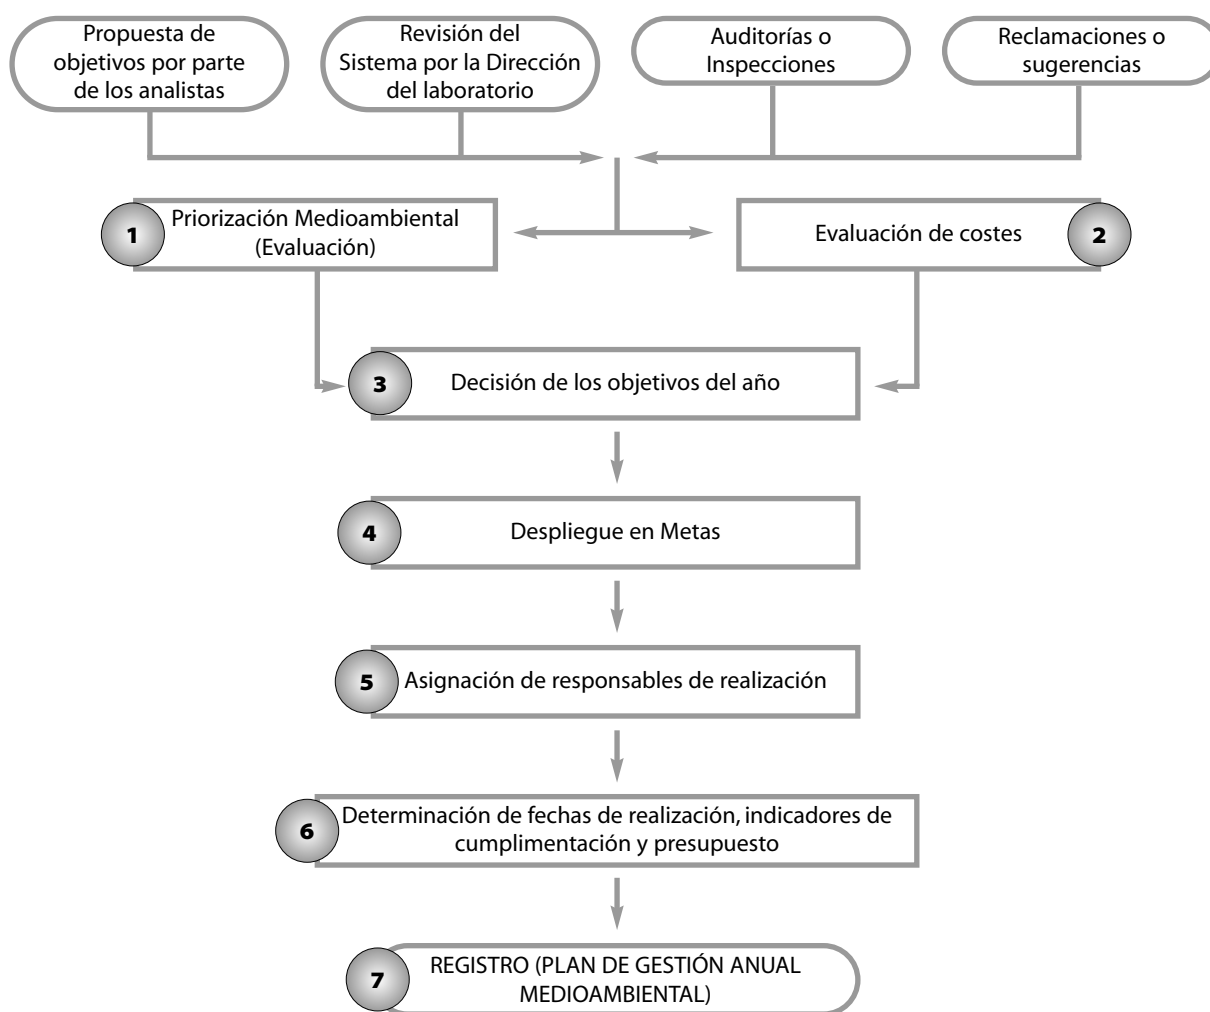 Propuesta de
objetivos por parte
de los analistas
Revisión del
Sistema por la Dirección
del laboratorio
Auditorías o
Inspecciones
Reclamaciones o
sugerencias
1
Priorización Medioambiental
(Evaluación)
Evaluación de costes
2
3
Decisión de los objetivos del año
4
Despliegue en Metas
5
Asignación de responsables de realización
6
Determinación de fechas de realización, indicadores de
cumplimentación y presupuesto
7
REGISTRO (PLAN DE GESTIÓN ANUAL
MEDIOAMBIENTAL)